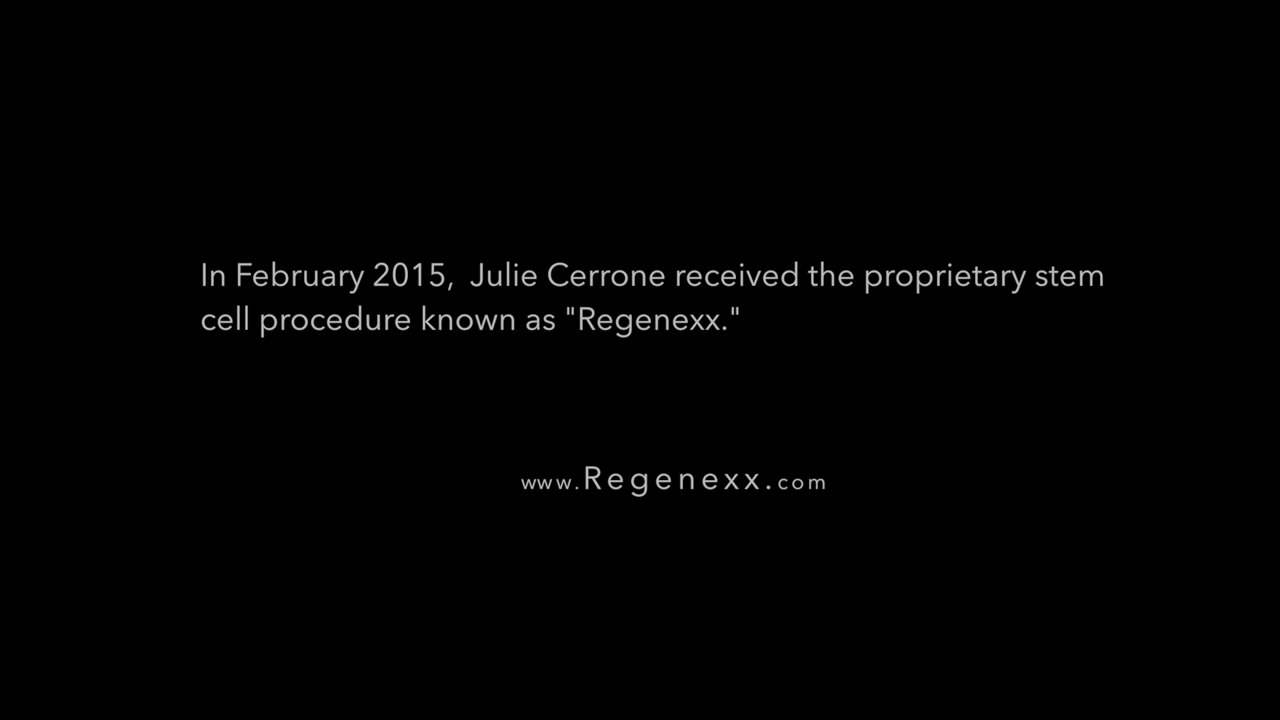 In February 2015,  Julie Cerrone received the proprietary stem
cell procedure known as "Regenexx."
www.Regenexx.com